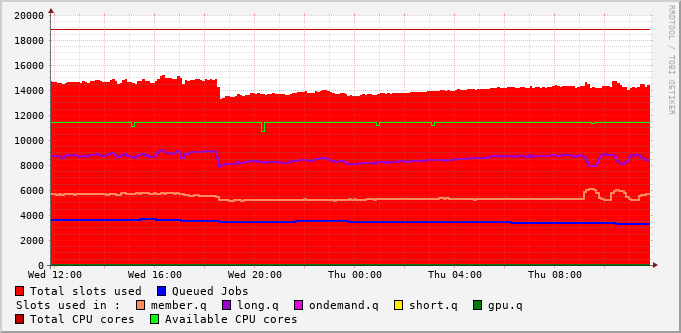 20000
18000
16000
14000
12000
10000
8000
6000
4000
2000
0
Wed 12:00 Wed 16:00 Wed 20:00 Thu 00:00 Thu 04:00 Thu 08:00
RRDTOOL / TOBI OETIKER
Total slots used Queued Jobs
Slots used in : member.q long.q ondemand.q short.q gpu.q
Total CPU cores Available CPU cores